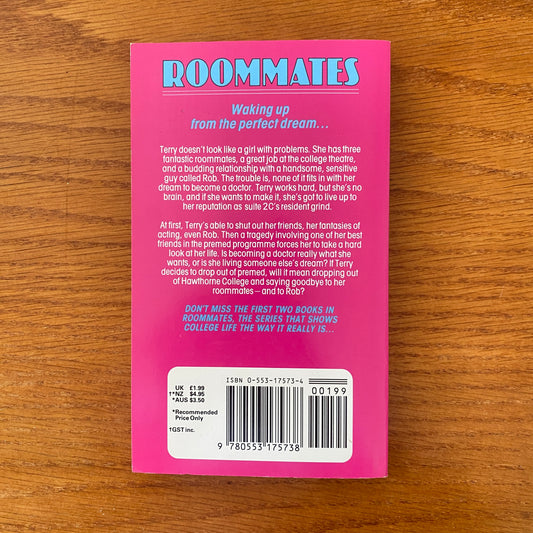 ROOMMATES
Waking up
from the perfect dream...
Terry doesn't look like a girl with problems. She has three
fantastic roommates, a great job at the college theatre,
and a budding relationship with a handsome, sensitive
guy called Rob. The trouble is, none of it fits in with her
dream to become a doctor. Terry works hard, but she's no
brain, and if she wants to make it, she's got to live up to
her reputation as suite 2C's resident grind.
At first, Terry's able to shut out her friends, her fantasies of
acting, even Rob. Then a tragedy involving one of her best
friends in the premed programme forces her to take a hard
look at her life. Is becoming a doctor really what she
wants, or is she living someone else's dream? If Terry
decides to drop out of premed, will it mean dropping out
of Hawthorne College and saying goodbye to her
roommates – and to Rob?
DON'T MISS THE FIRST TWO BOOKS IN
ROOMMATES, THE SERIES THAT SHOWS
COLLEGE LIFE THE WAY IT REALLY IS...
UK £1.99
†*NZ $4.95
*AUS $3.50
*Recommended
Price Only
†GST inc.
ISBN 0-553-17573-4
00199
9 780553 175738